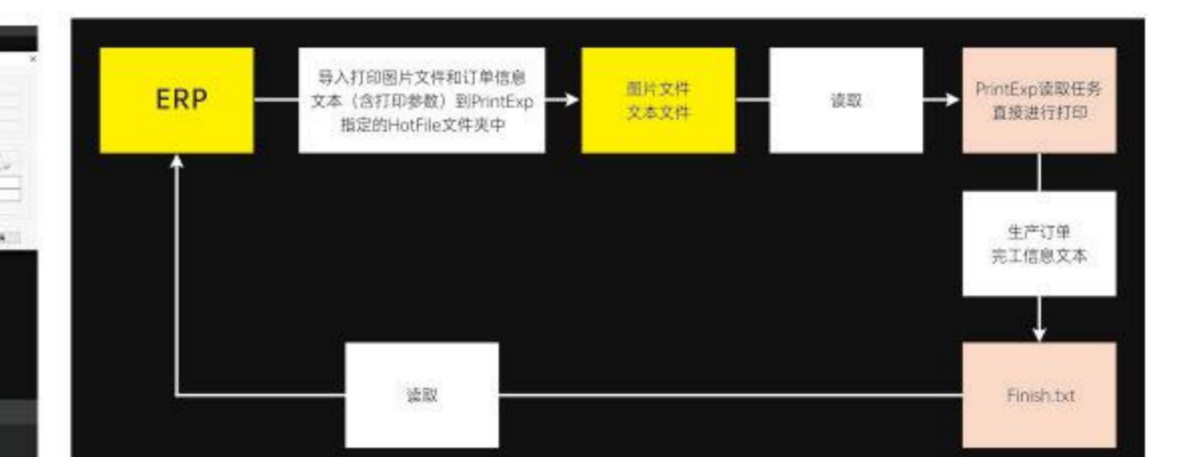 ERP
导入打印图片文件和订单信息
文本（含打印参数）到PrintExp
指定的HotFile文件夹中
图片文件
文本文件
读取
PrintExp读取任务
直接进行打印
生产订单
完工信息文本
读取
Finish.txt